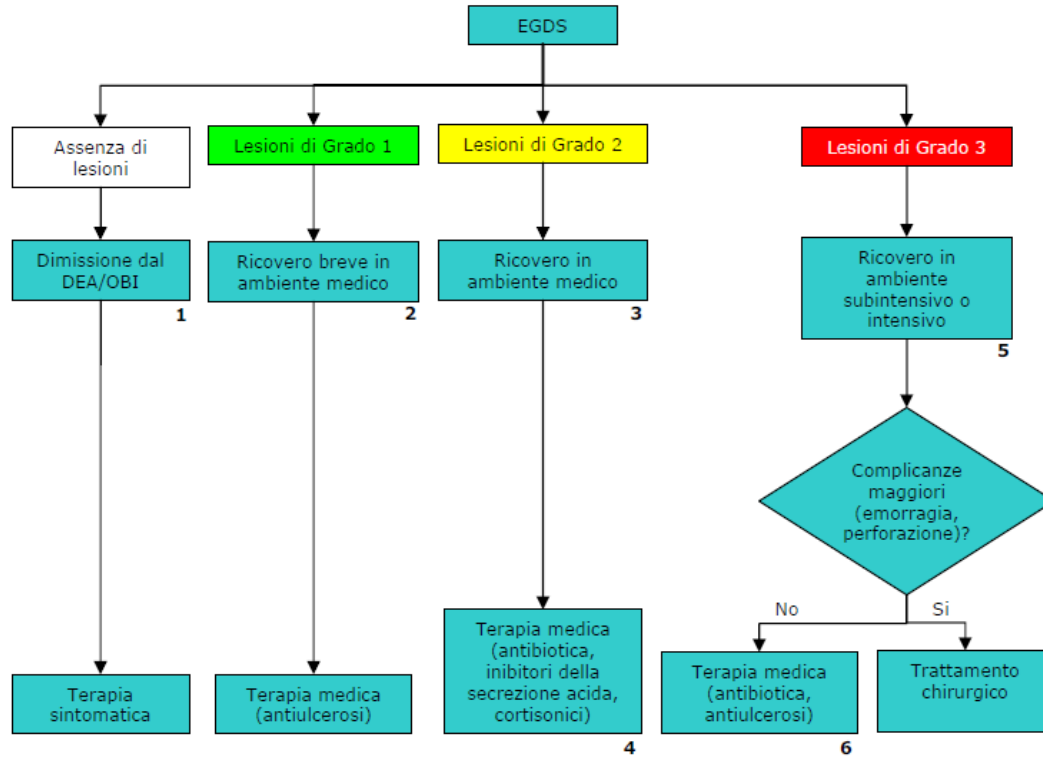 EGDS
Assenza di
lesioni
Lesioni di Grado 1
Lesioni di Grado 2
Lesioni di Grado 3
Dimissione dal
DEA/OBI
1
Ricovero breve in
ambiente medico
2
Ricovero in
ambiente medico
3
Ricovero in
ambiente
subintensivo o
intensivo
5
Complicanze
maggiori
(emorragia,
perforazione)?
No
Si
Terapia
sintomatica
Terapia medica
(antiulcerosi)
Terapia medica
(antibiotica,
inibitori della
secrezione acida,
cortisonici)
4
Terapia medica
(antibiotica,
antiulcerosi)
6
Trattamento
chirurgico